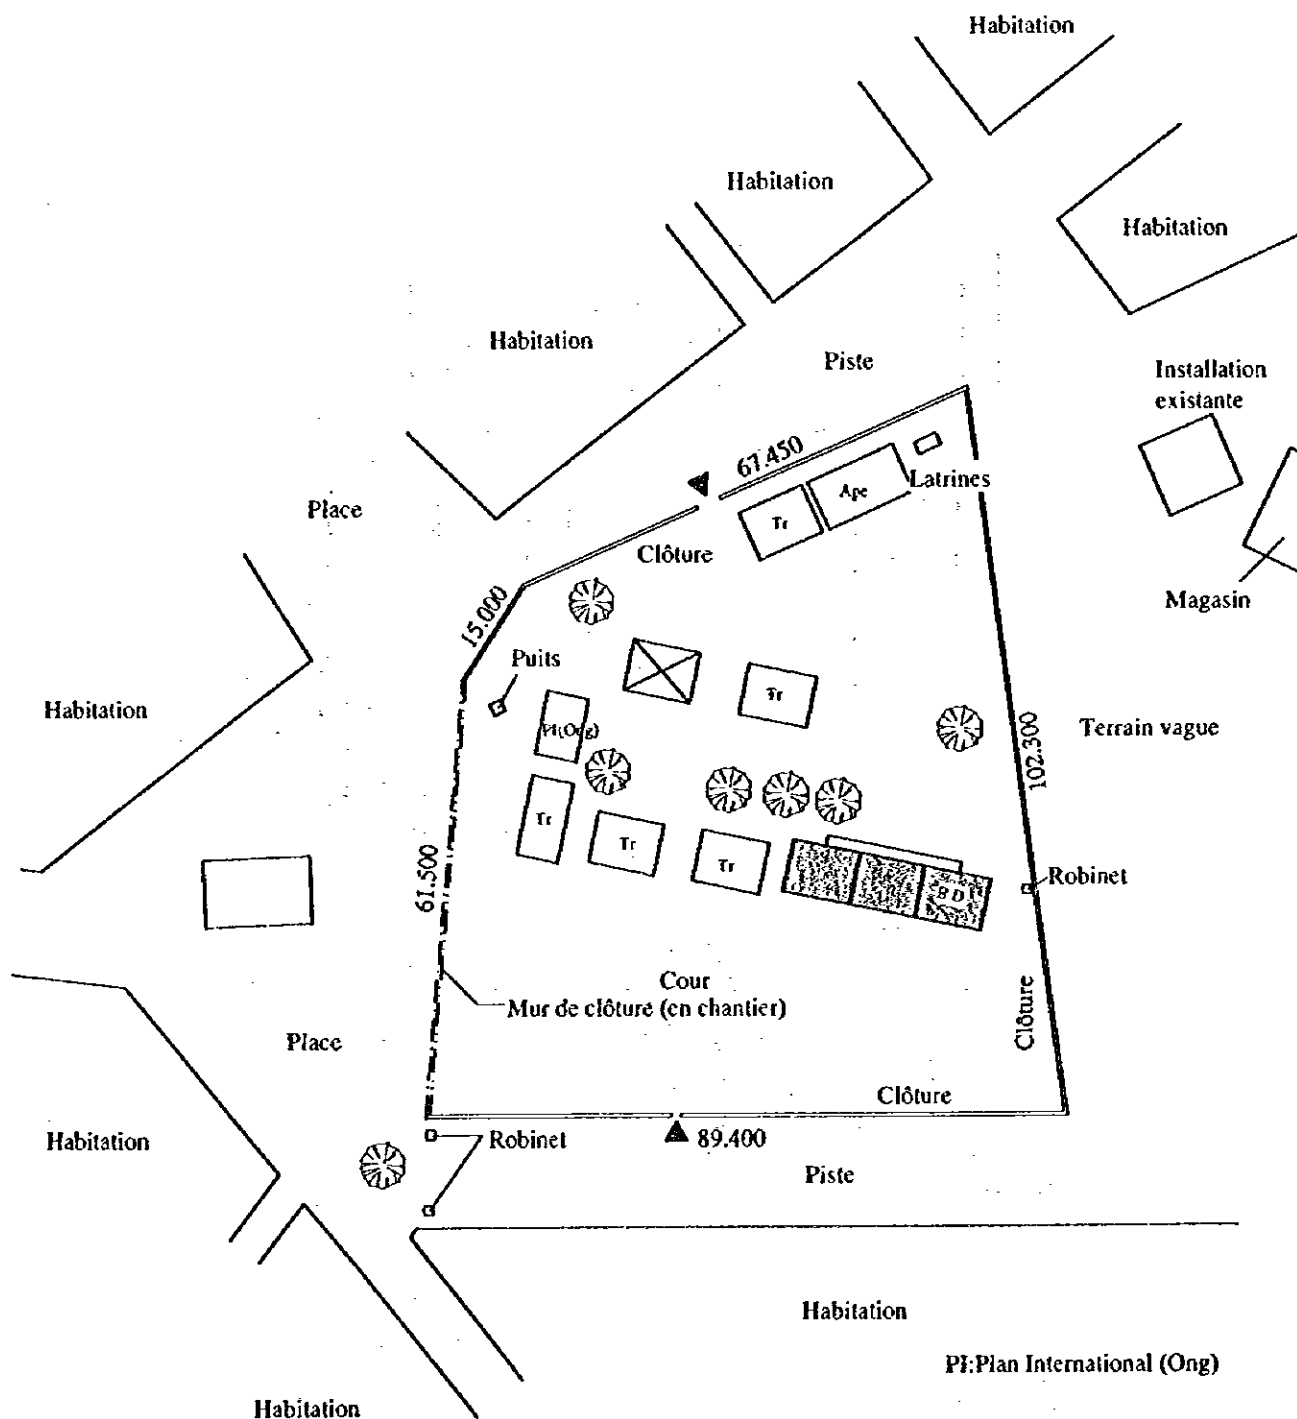 Habitation
Habitation
Habitation
Habitation
Piste
Installation
existante
67.450
Latrines
Ape
Tr
Place
Clôture
Magasin
15.000
Puits
Habitation
Tr
PI(Ong)
Terrain vague
102.300
Tr
Tr
Tr
61.500
B D
Robinet
Cour
Mur de clôture (en chantier)
Clôture
Place
Clôture
Habitation
Robinet
89.400
Piste
Habitation
PI:Plan International (Ong)
Habitation